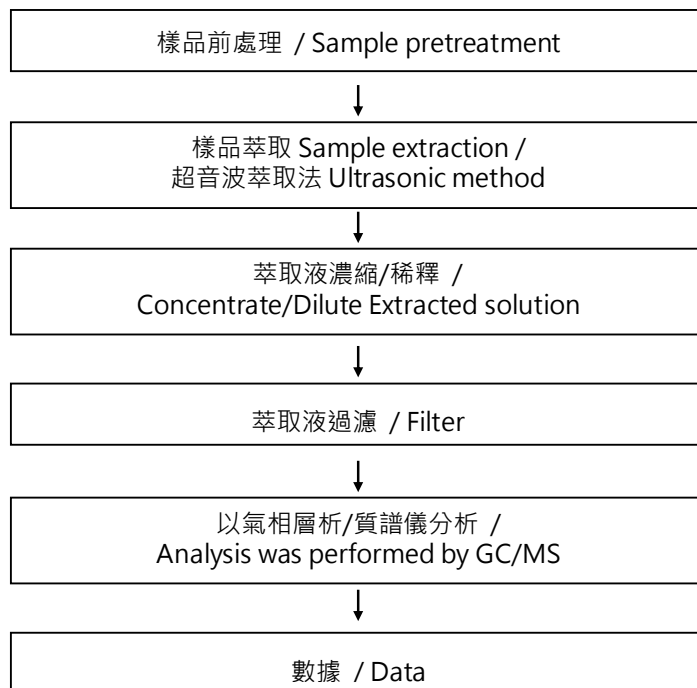 樣品前處理 / Sample pretreatment
樣品萃取 Sample extraction /
超音波萃取法 Ultrasonic method
萃取液濃縮/稀釋 /
Concentrate/Dilute Extracted solution
萃取液過濾 / Filter
以氣相層析/質譜儀分析 /
Analysis was performed by GC/MS
數據 / Data